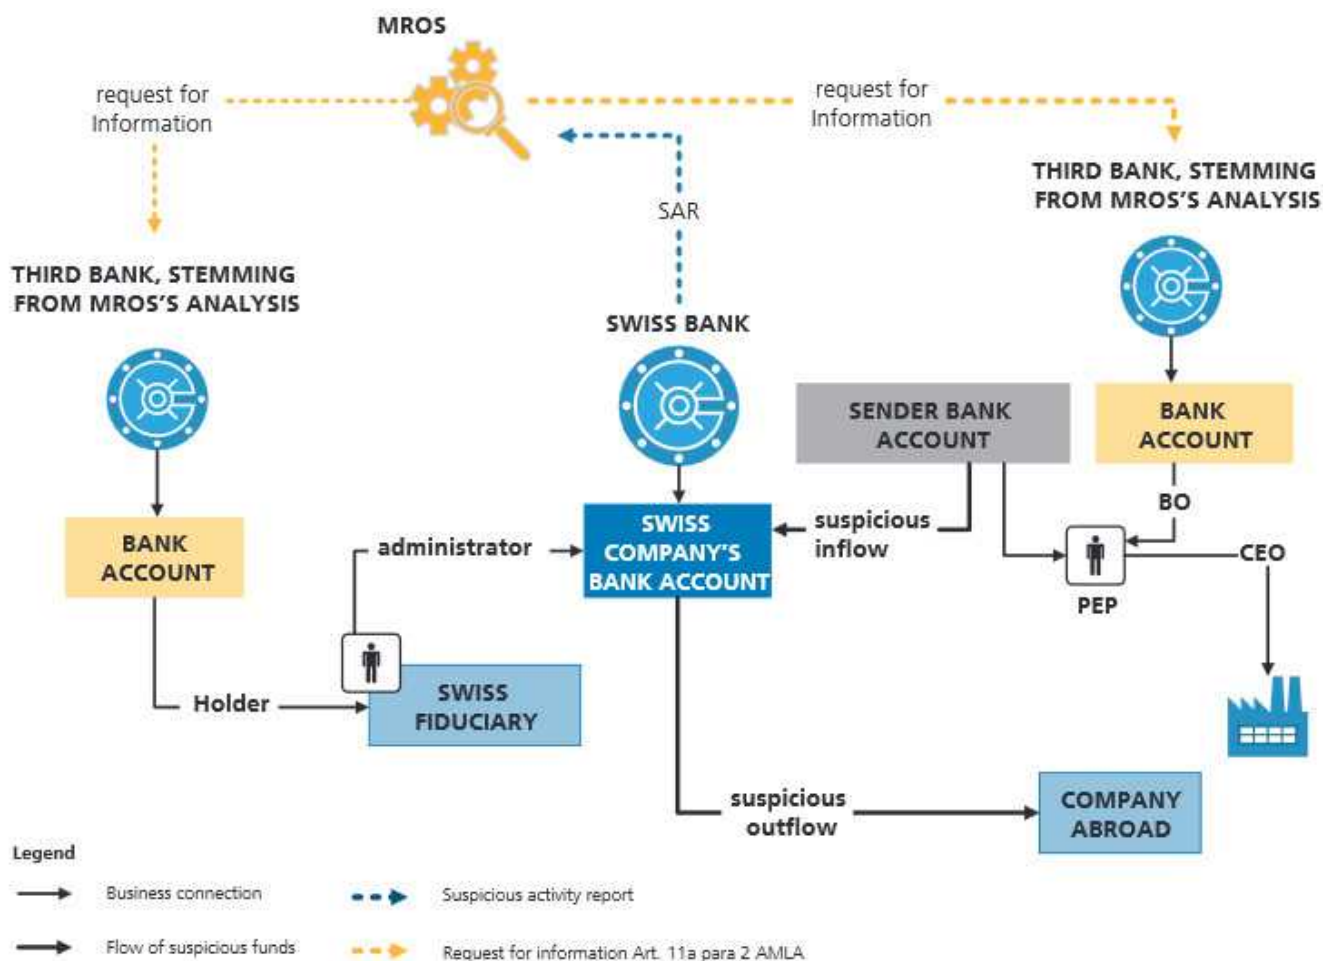 MROS
request for
Information
request for
Information
THIRD BANK, STEMMING
FROM MROS'S ANALYSIS
SAR
THIRD BANK, STEMMING
FROM MROS'S ANALYSIS
SWISS BANK
SENDER BANK
ACCOUNT
BANK
ACCOUNT
BO
SWISS
COMPANY'S
BANK ACCOUNT
suspicious
inflow
BANK
ACCOUNT
administrator
CEO
PEP
Holder
SWISS
FIDUCIARY
suspicious
outflow
COMPANY
ABROAD
Legend
Business connection
Suspicious activity report
Flow of suspicious funds
Request for information Art. 11a para 2 AMLA